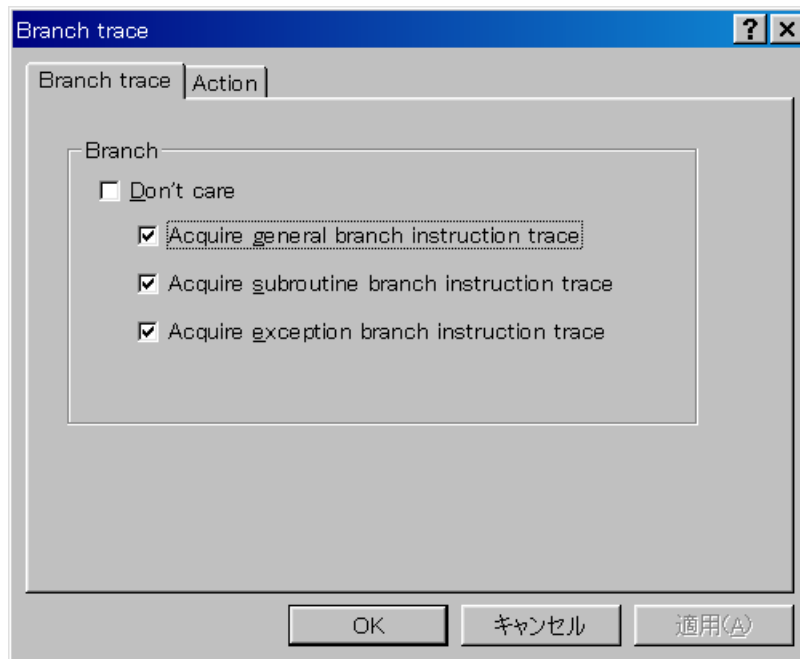 Branch trace
Branch trace
Action
Branch
Don't care
Acquire general branch instruction trace
Acquire subroutine branch instruction trace
Acquire exception branch instruction trace
OK
キャンセル
適用(A)